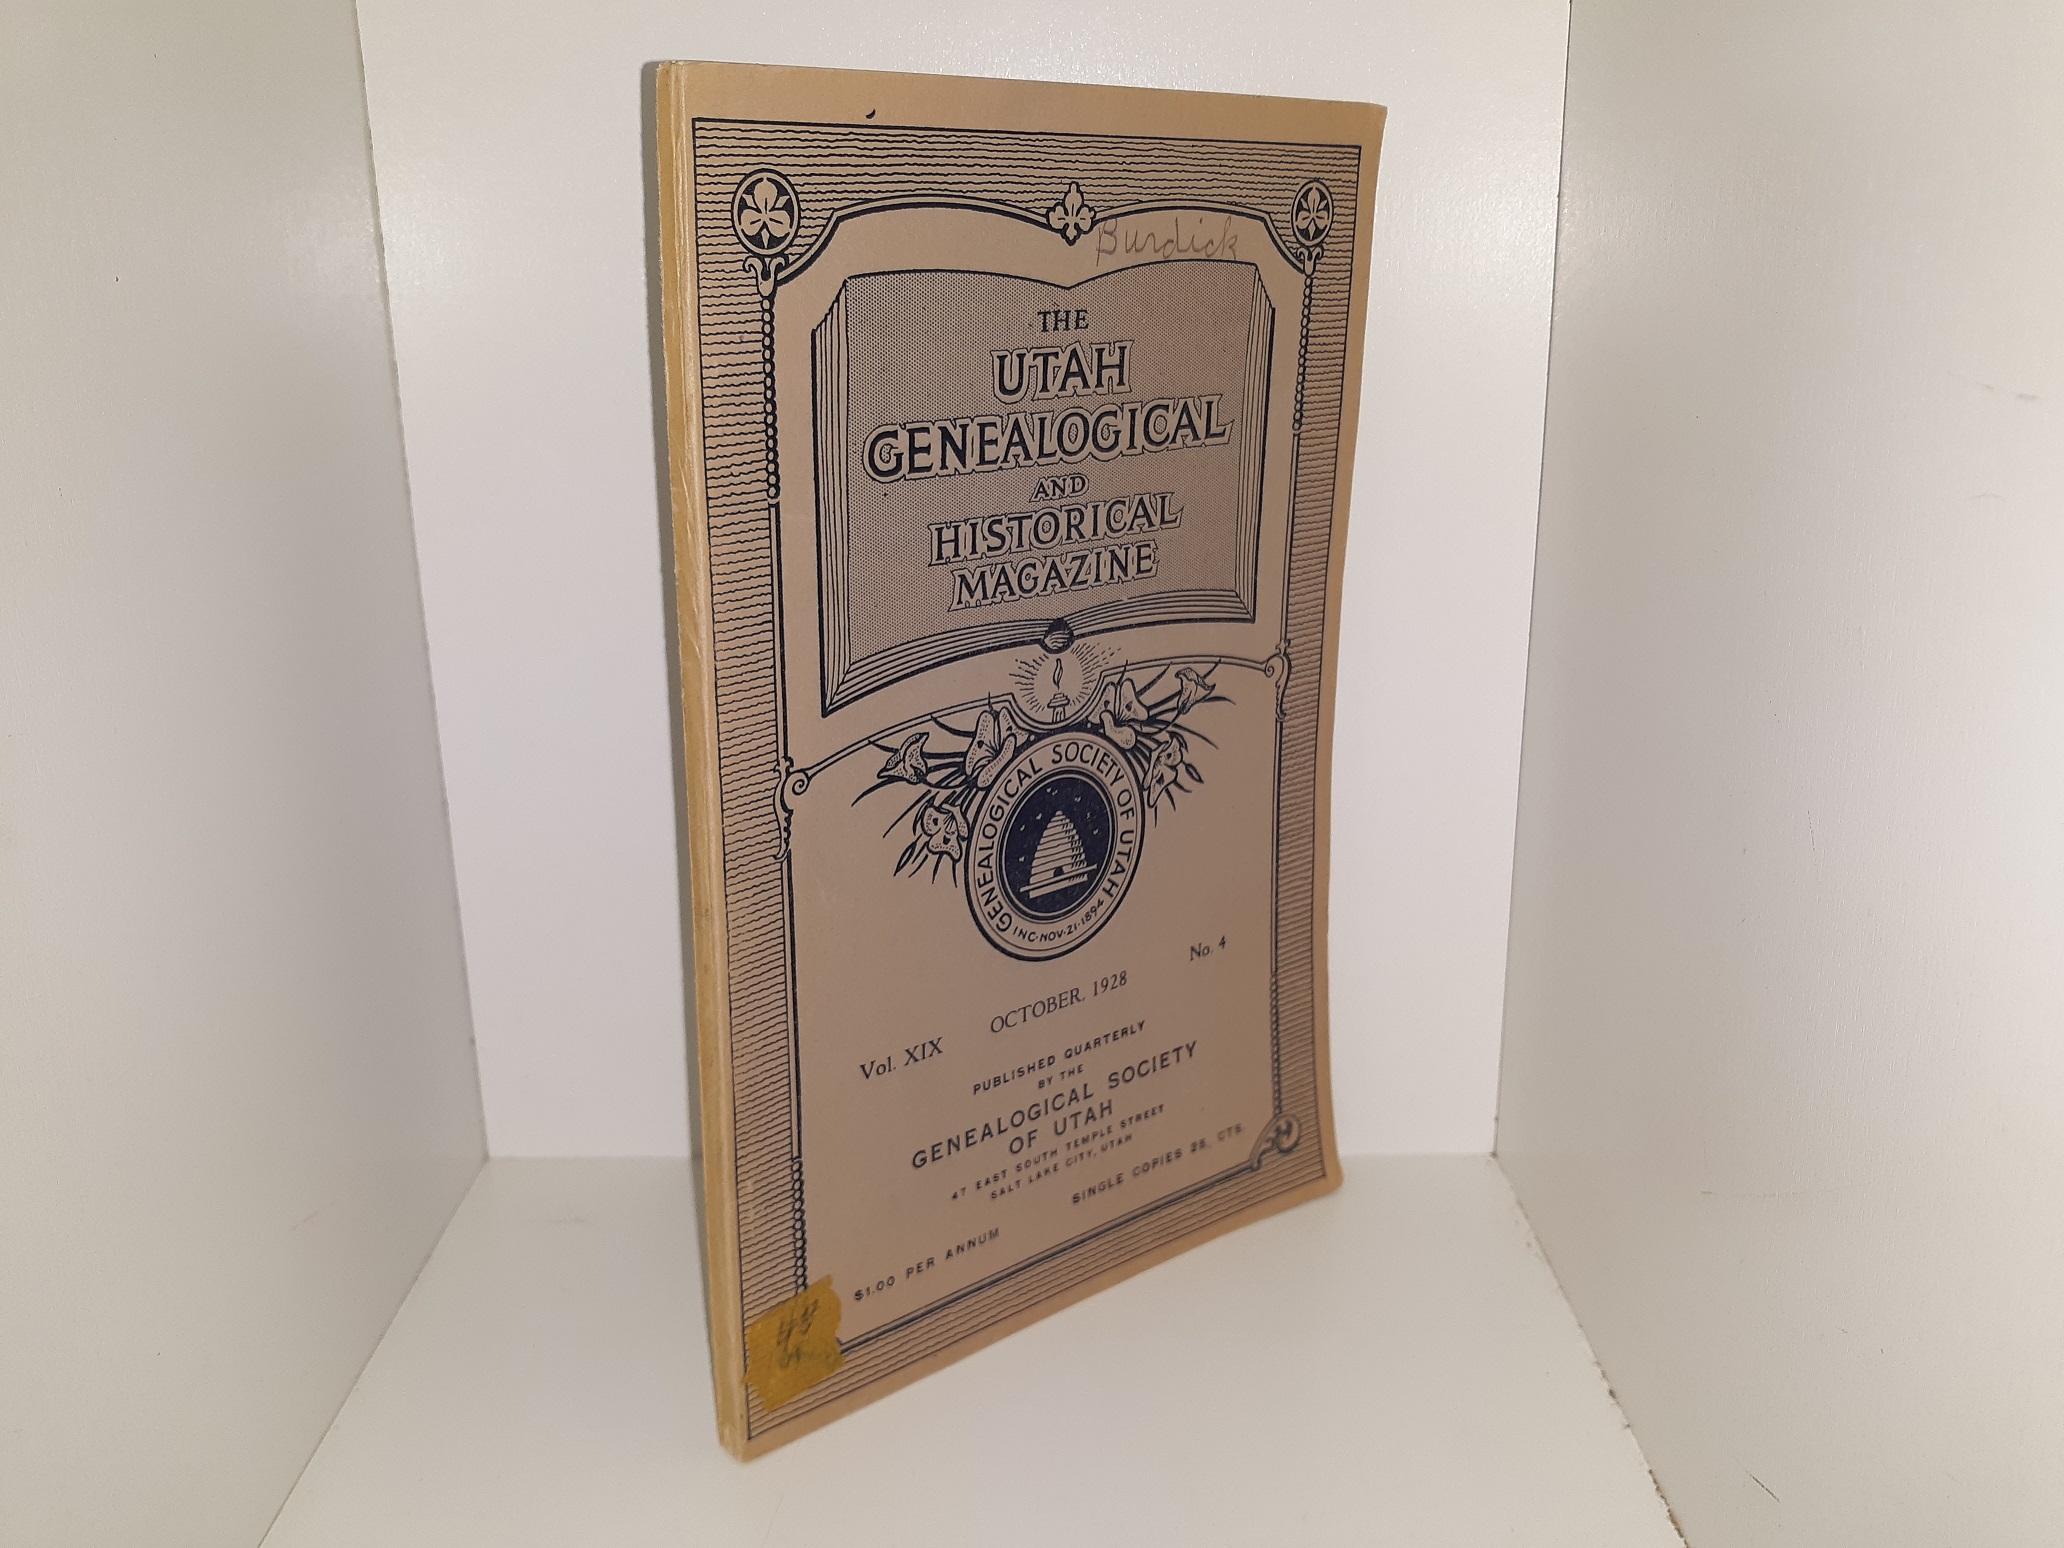 Burdick
THE
UTAH
GENEALOGICAL
AND
HISTORICAL
MAGAZINE
GENEALOGICAL SOCIETY OF UTAH
INC·NOV·21·1894
Vol. XIX OCTOBER, 1928 No. 4
PUBLISHED QUARTERLY
BY THE
GENEALOGICAL SOCIETY
OF UTAH
47 EAST SOUTH TEMPLE STREET
SALT LAKE CITY, UTAH
$1.00 PER ANNUM SINGLE COPIES 25, CTS.